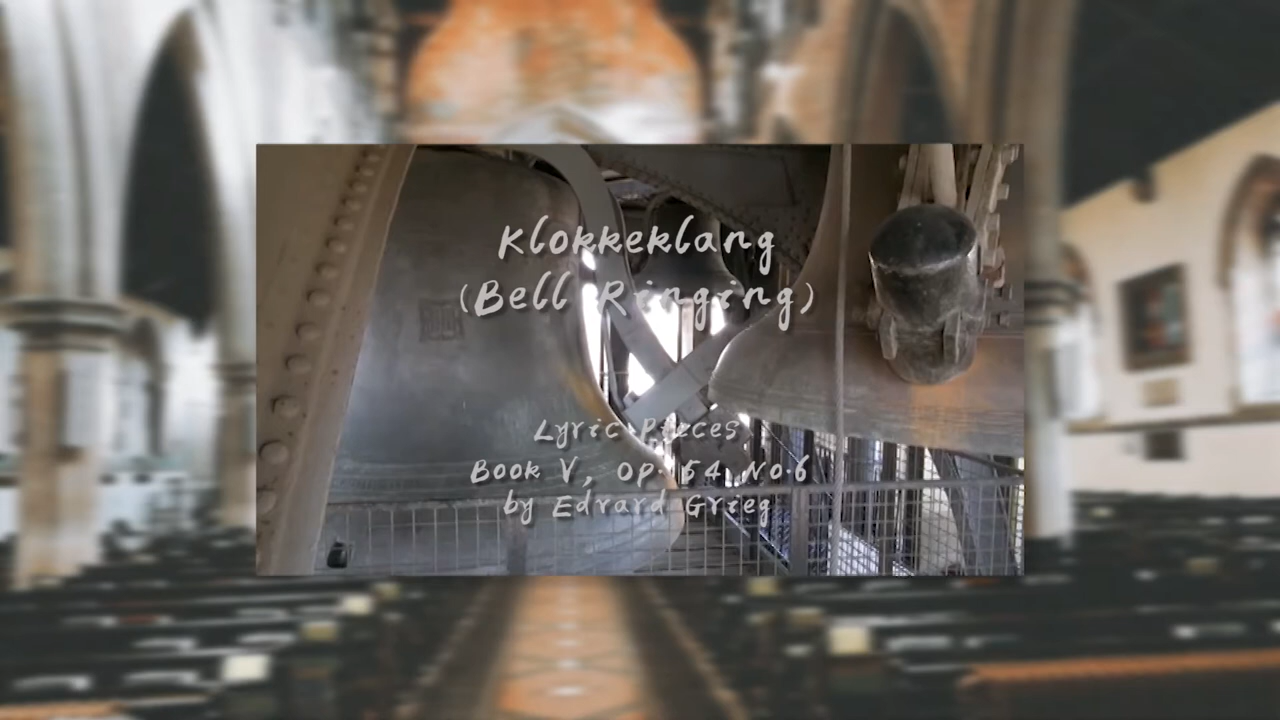 Klokkeklang
(Bell Ringing)
Lyric Pieces
Book V, Op. 54 No.6
by Edvard Grieg